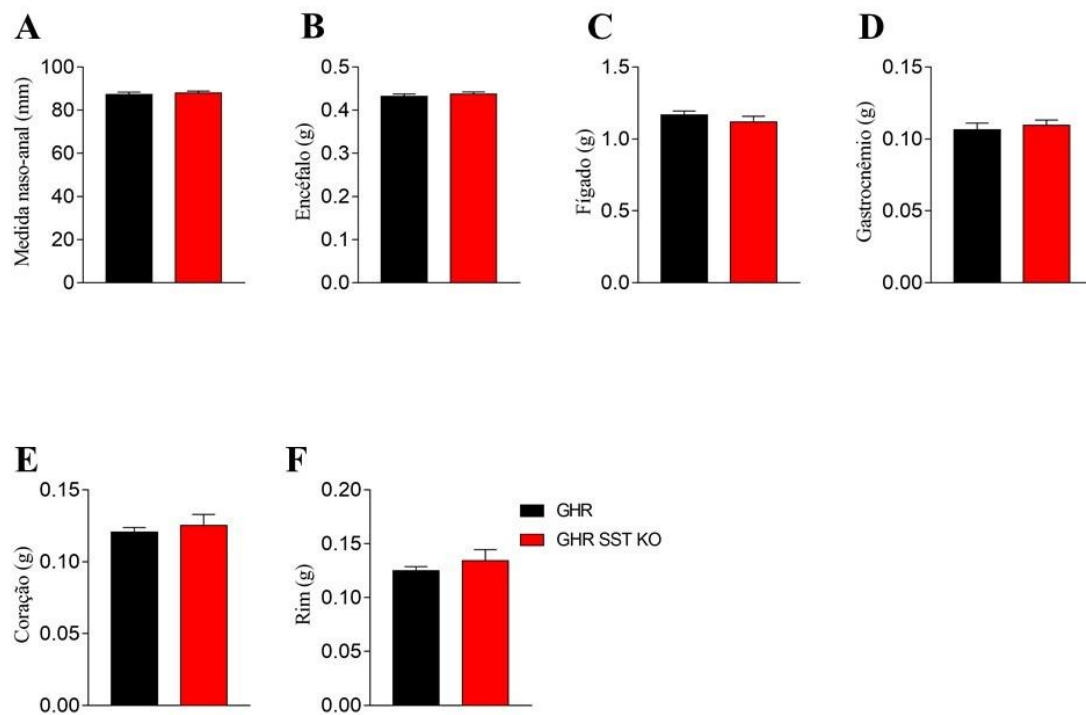 A
Medida naso-anal (mm)
100
80
60
40
20
0
B
Encéfalo (g)
0.5
0.4
0.3
0.2
0.1
0.0
C
Fígado (g)
1.5
1.0
0.5
0.0
D
Gastrocnêmio (g)
0.15
0.10
0.05
0.00
E
Coração (g)
0.15
0.10
0.05
0.00
F
Rim (g)
0.20
0.15
0.10
0.05
0.00
GHR
GHR SST KO